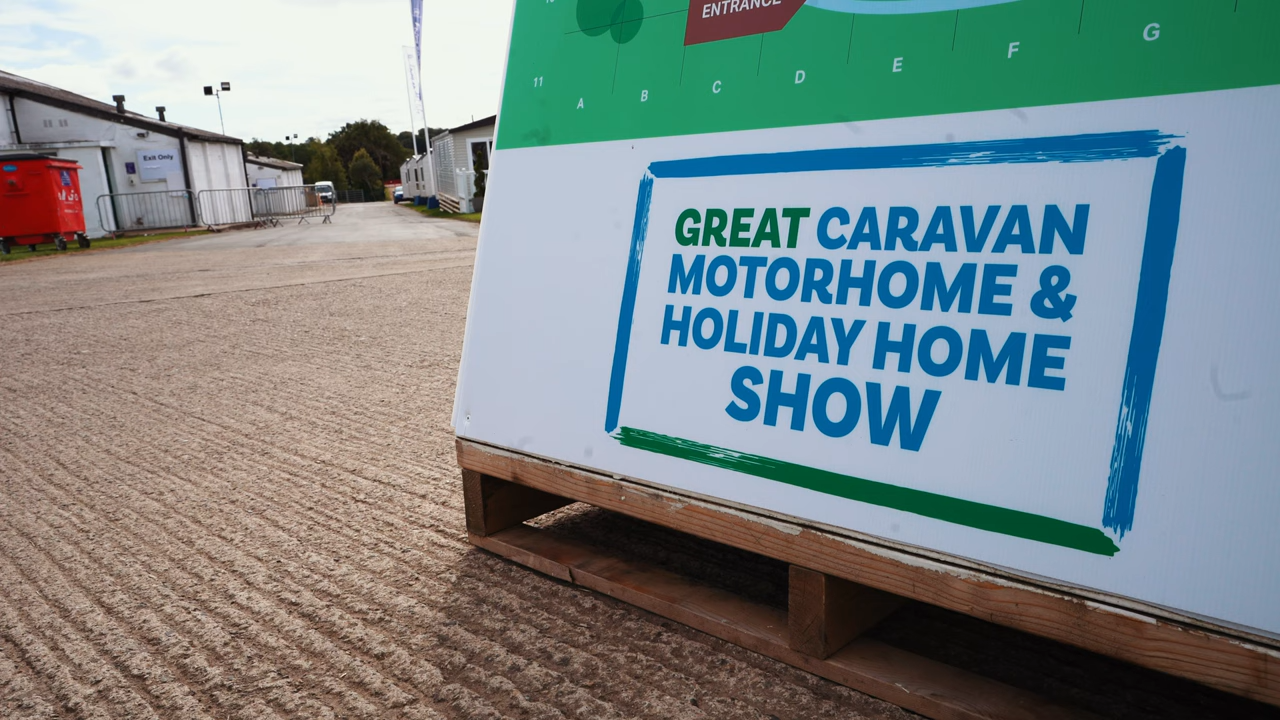 ENTRANCE
G
F
E
D
C
B
A
11
Exit Only
GREAT CARAVAN
MOTORHOME &
HOLIDAY HOME
SHOW